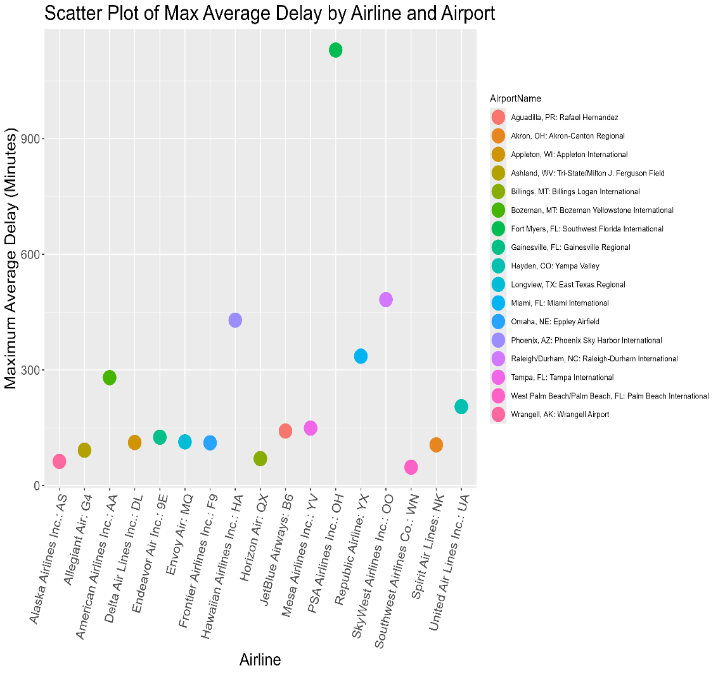 Scatter Plot of Max Average Delay by Airline and Airport
Maximum Average Delay (Minutes)
900
600
300
0
Alaska Airlines Inc.: AS
Allegiant Air: G4
American Airlines Inc.: AA
Delta Air Lines Inc.: DL
Endeavor Air Inc.: 9E
Envoy Air: MQ
Frontier Airlines Inc.: F9
Hawaiian Airlines Inc.: HA
Horizon Air: QX
JetBlue Airways: B6
Mesa Airlines Inc.: YV
PSA Airlines Inc.: OH
Republic Airline: YX
SkyWest Airlines Inc.: OO
Southwest Airlines Co.: WN
Spirit Air Lines: NK
United Air Lines Inc.: UA
Airline
AirportName
Aguadilla, PR: Rafael Hernandez
Akron, OH: Akron-Canton Regional
Appleton, WI: Appleton International
Ashland, WV: Tri-State/Milton J. Ferguson Field
Billings, MT: Billings Logan International
Bozeman, MT: Bozeman Yellowstone International
Fort Myers, FL: Southwest Florida International
Gainesville, FL: Gainesville Regional
Hayden, CO: Yampa Valley
Longview, TX: East Texas Regional
Miami, FL: Miami International
Omaha, NE: Eppley Airfield
Phoenix, AZ: Phoenix Sky Harbor International
Raleigh/Durham, NC: Raleigh-Durham International
Tampa, FL: Tampa International
West Palm Beach/Palm Beach, FL: Palm Beach International
Wrangell, AK: Wrangell Airport